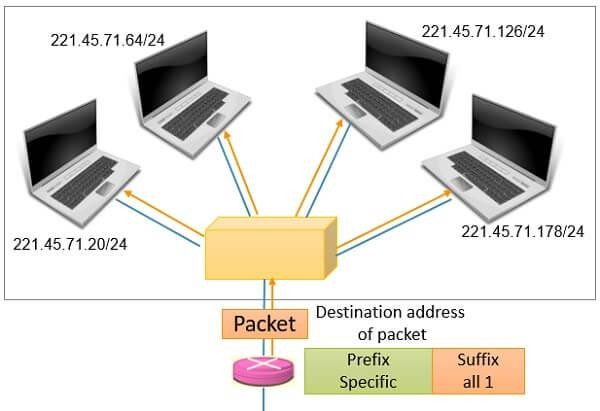 221.45.71.64/24
221.45.71.126/24
221.45.71.20/24
221.45.71.178/24
Packet
Destination address
of packet
Prefix
Specific
Suffix
all 1